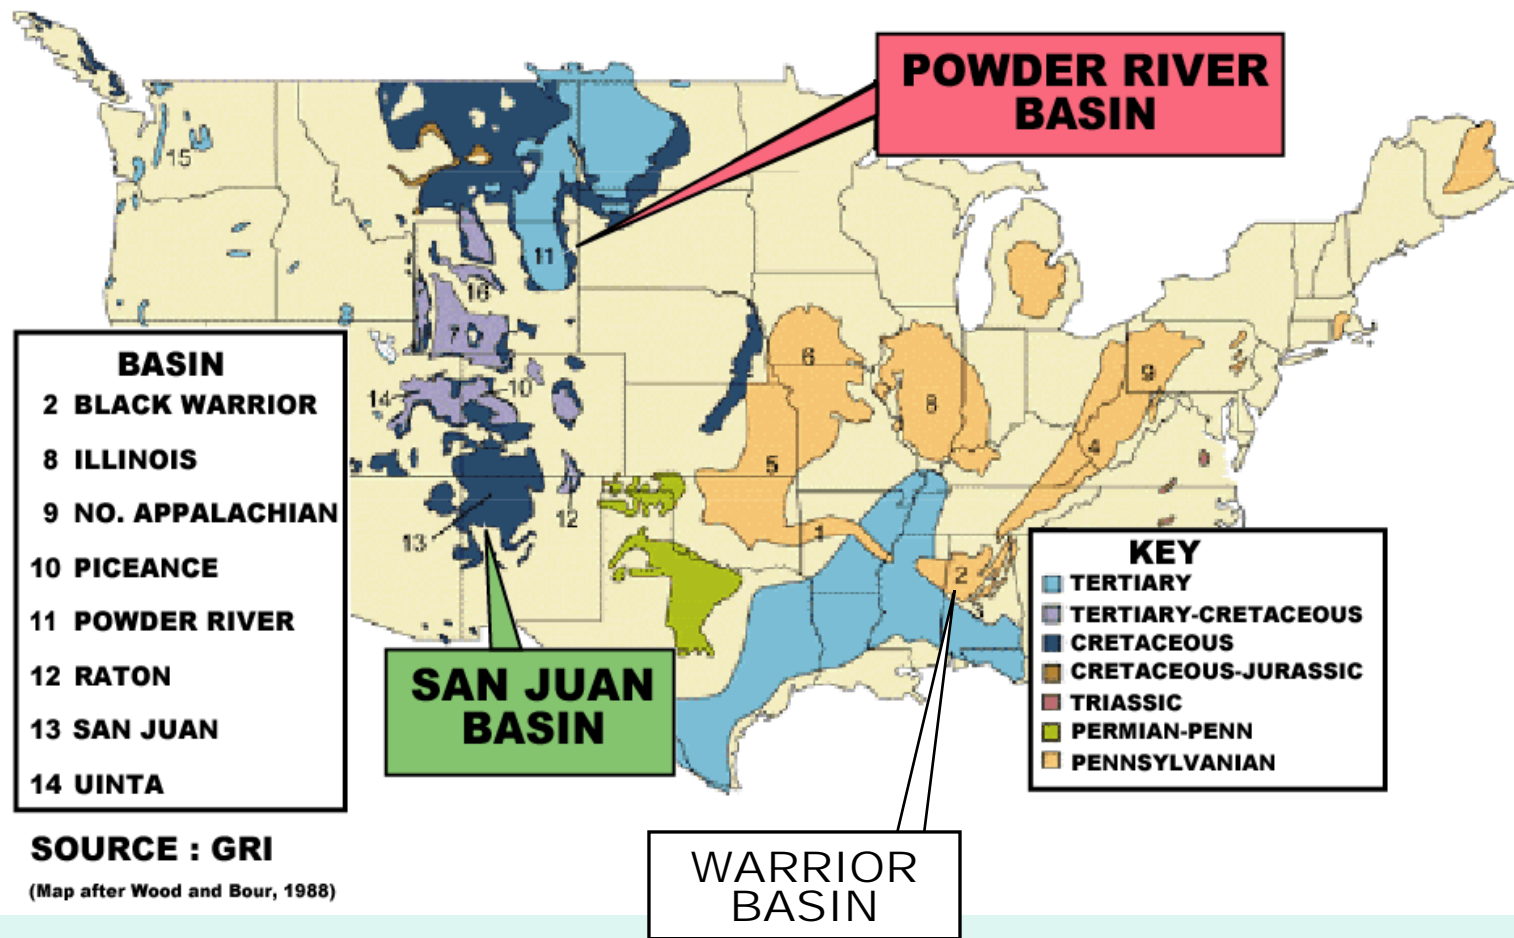 POWDER RIVER
BASIN
15
11
16
7
14
10
13
12
6
8
9
5
4
1
2
BASIN
2 BLACK WARRIOR
8 ILLINOIS
9 NO. APPALACHIAN
10 PICEANCE
11 POWDER RIVER
12 RATON
13 SAN JUAN
14 UINTA
SAN JUAN
BASIN
KEY
TERTIARY
TERTIARY-CRETACEOUS
CRETACEOUS
CRETACEOUS-JURASSIC
TRIASSIC
PERMIAN-PENN
PENNSYLVANIAN
WARRIOR
BASIN
SOURCE : GRI
(Map after Wood and Bour, 1988)